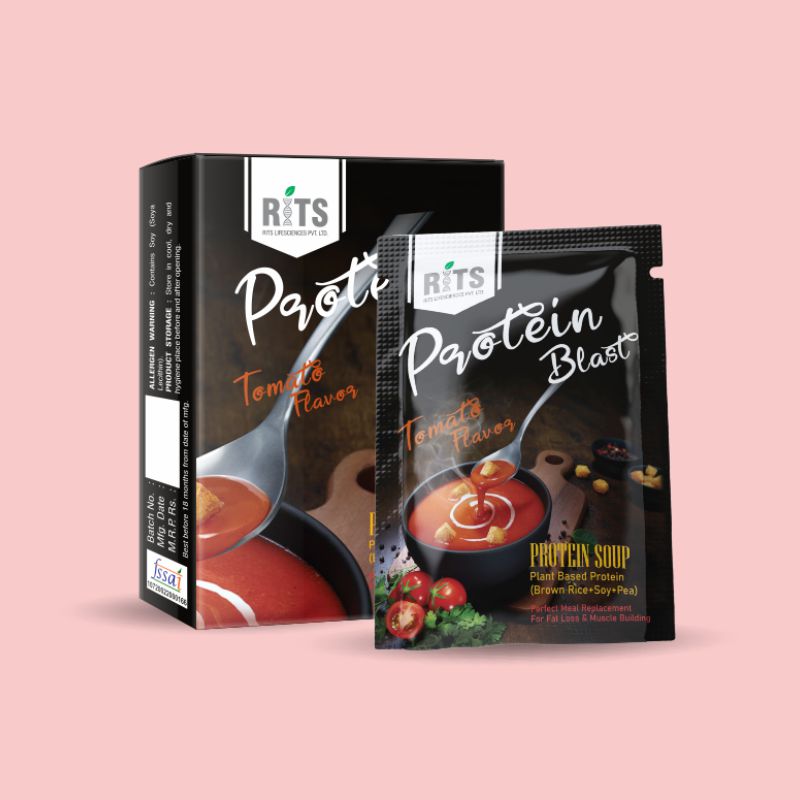 ALLERGEN WARNING : Contains Soy (Soya
Lecithin).
PRODUCT STORAGE : Store in cool, dry and
hygiene place before and after opening.
Batch No. :
Mfg. Date :
M.R.P. Rs. :
Best before 18 months from date of mfg.
fssai
10720022000166
RITS
RITS LIFESCIENCES PVT. LTD.
Prote
Tomato
Flavor
RITS
RITS LIFESCIENCES PVT. LTD.
Protein
Blast
Tomato
Flavor
PROTEIN SOUP
Plant Based Protein
(Brown Rice+Soy+Pea)
Perfect Meal Replacement
For Fat Loss & Muscle Building